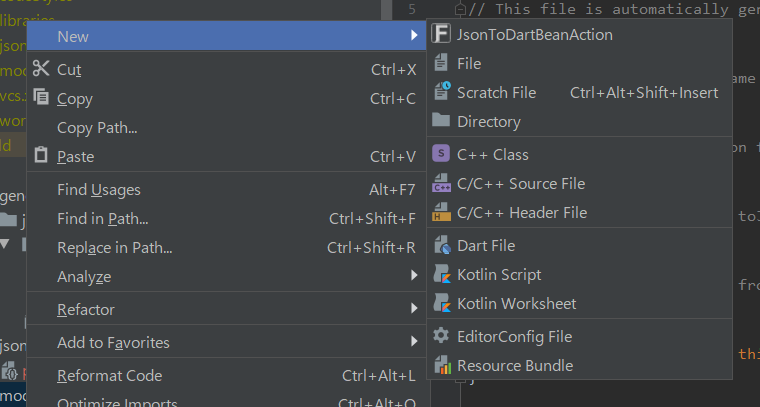 libraries
5
// This file is automatically ger
New
JsonToDartBeanAction
Cut Ctrl+X
File
Copy Ctrl+C
Scratch File Ctrl+Alt+Shift+Insert
Copy Path...
Directory
Paste Ctrl+V
C++ Class
Find Usages Alt+F7
C/C++ Source File
Find in Path... Ctrl+Shift+F
C/C++ Header File
Replace in Path... Ctrl+Shift+R
Dart File
Analyze
Kotlin Script
Refactor
Kotlin Worksheet
Add to Favorites
EditorConfig File
Reformat Code Ctrl+Alt+L
Resource Bundle
Optimize Imports Ctrl+Alt+O